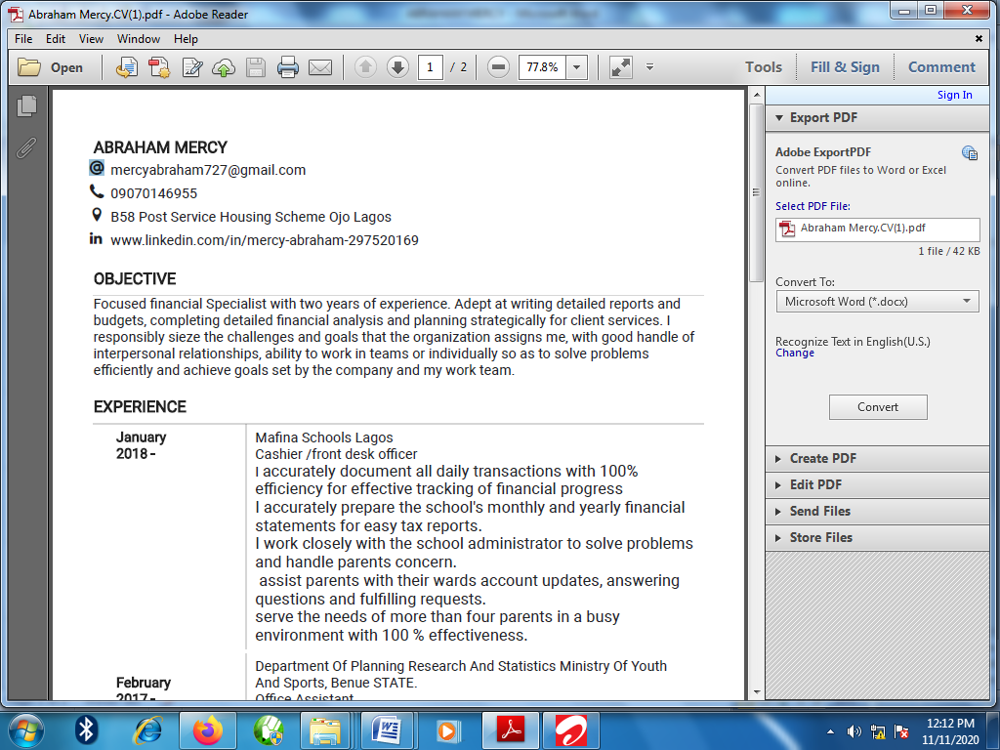 Abraham Mercy.CV(1).pdf - Adobe Reader
File Edit View Window Help
Open 1 / 2 77.8% Tools Fill & Sign Comment
Sign In
ABRAHAM MERCY
mercyabraham727@gmail.com
09070146955
B58 Post Service Housing Scheme Ojo Lagos
in www.linkedin.com/in/mercy-abraham-297520169
OBJECTIVE
Focused financial Specialist with two years of experience. Adept at writing detailed reports and
budgets, completing detailed financial analysis and planning strategically for client services. I
responsibly sieze the challenges and goals that the organization assigns me, with good handle of
interpersonal relationships, ability to work in teams or individually so as to solve problems
efficiently and achieve goals set by the company and my work team.
EXPERIENCE
January
2018 -
Mafina Schools Lagos
Cashier /front desk officer
I accurately document all daily transactions with 100%
efficiency for effective tracking of financial progress
I accurately prepare the school's monthly and yearly financial
statements for easy tax reports.
I work closely with the school administrator to solve problems
and handle parents concern.
assist parents with their wards account updates, answering
questions and fulfilling requests.
serve the needs of more than four parents in a busy
environment with 100 % effectiveness.
February
2017 -
Department Of Planning Research And Statistics Ministry Of Youth
And Sports, Benue STATE.
Office Assistant
Export PDF
Adobe ExportPDF
Convert PDF files to Word or Excel
online.
Select PDF File:
Abraham Mercy.CV(1).pdf
1 file / 42 KB
Convert To:
Microsoft Word (*.docx)
Recognize Text in English(U.S.)
Change
Convert
Create PDF
Edit PDF
Send Files
Store Files
12:12 PM
11/11/2020